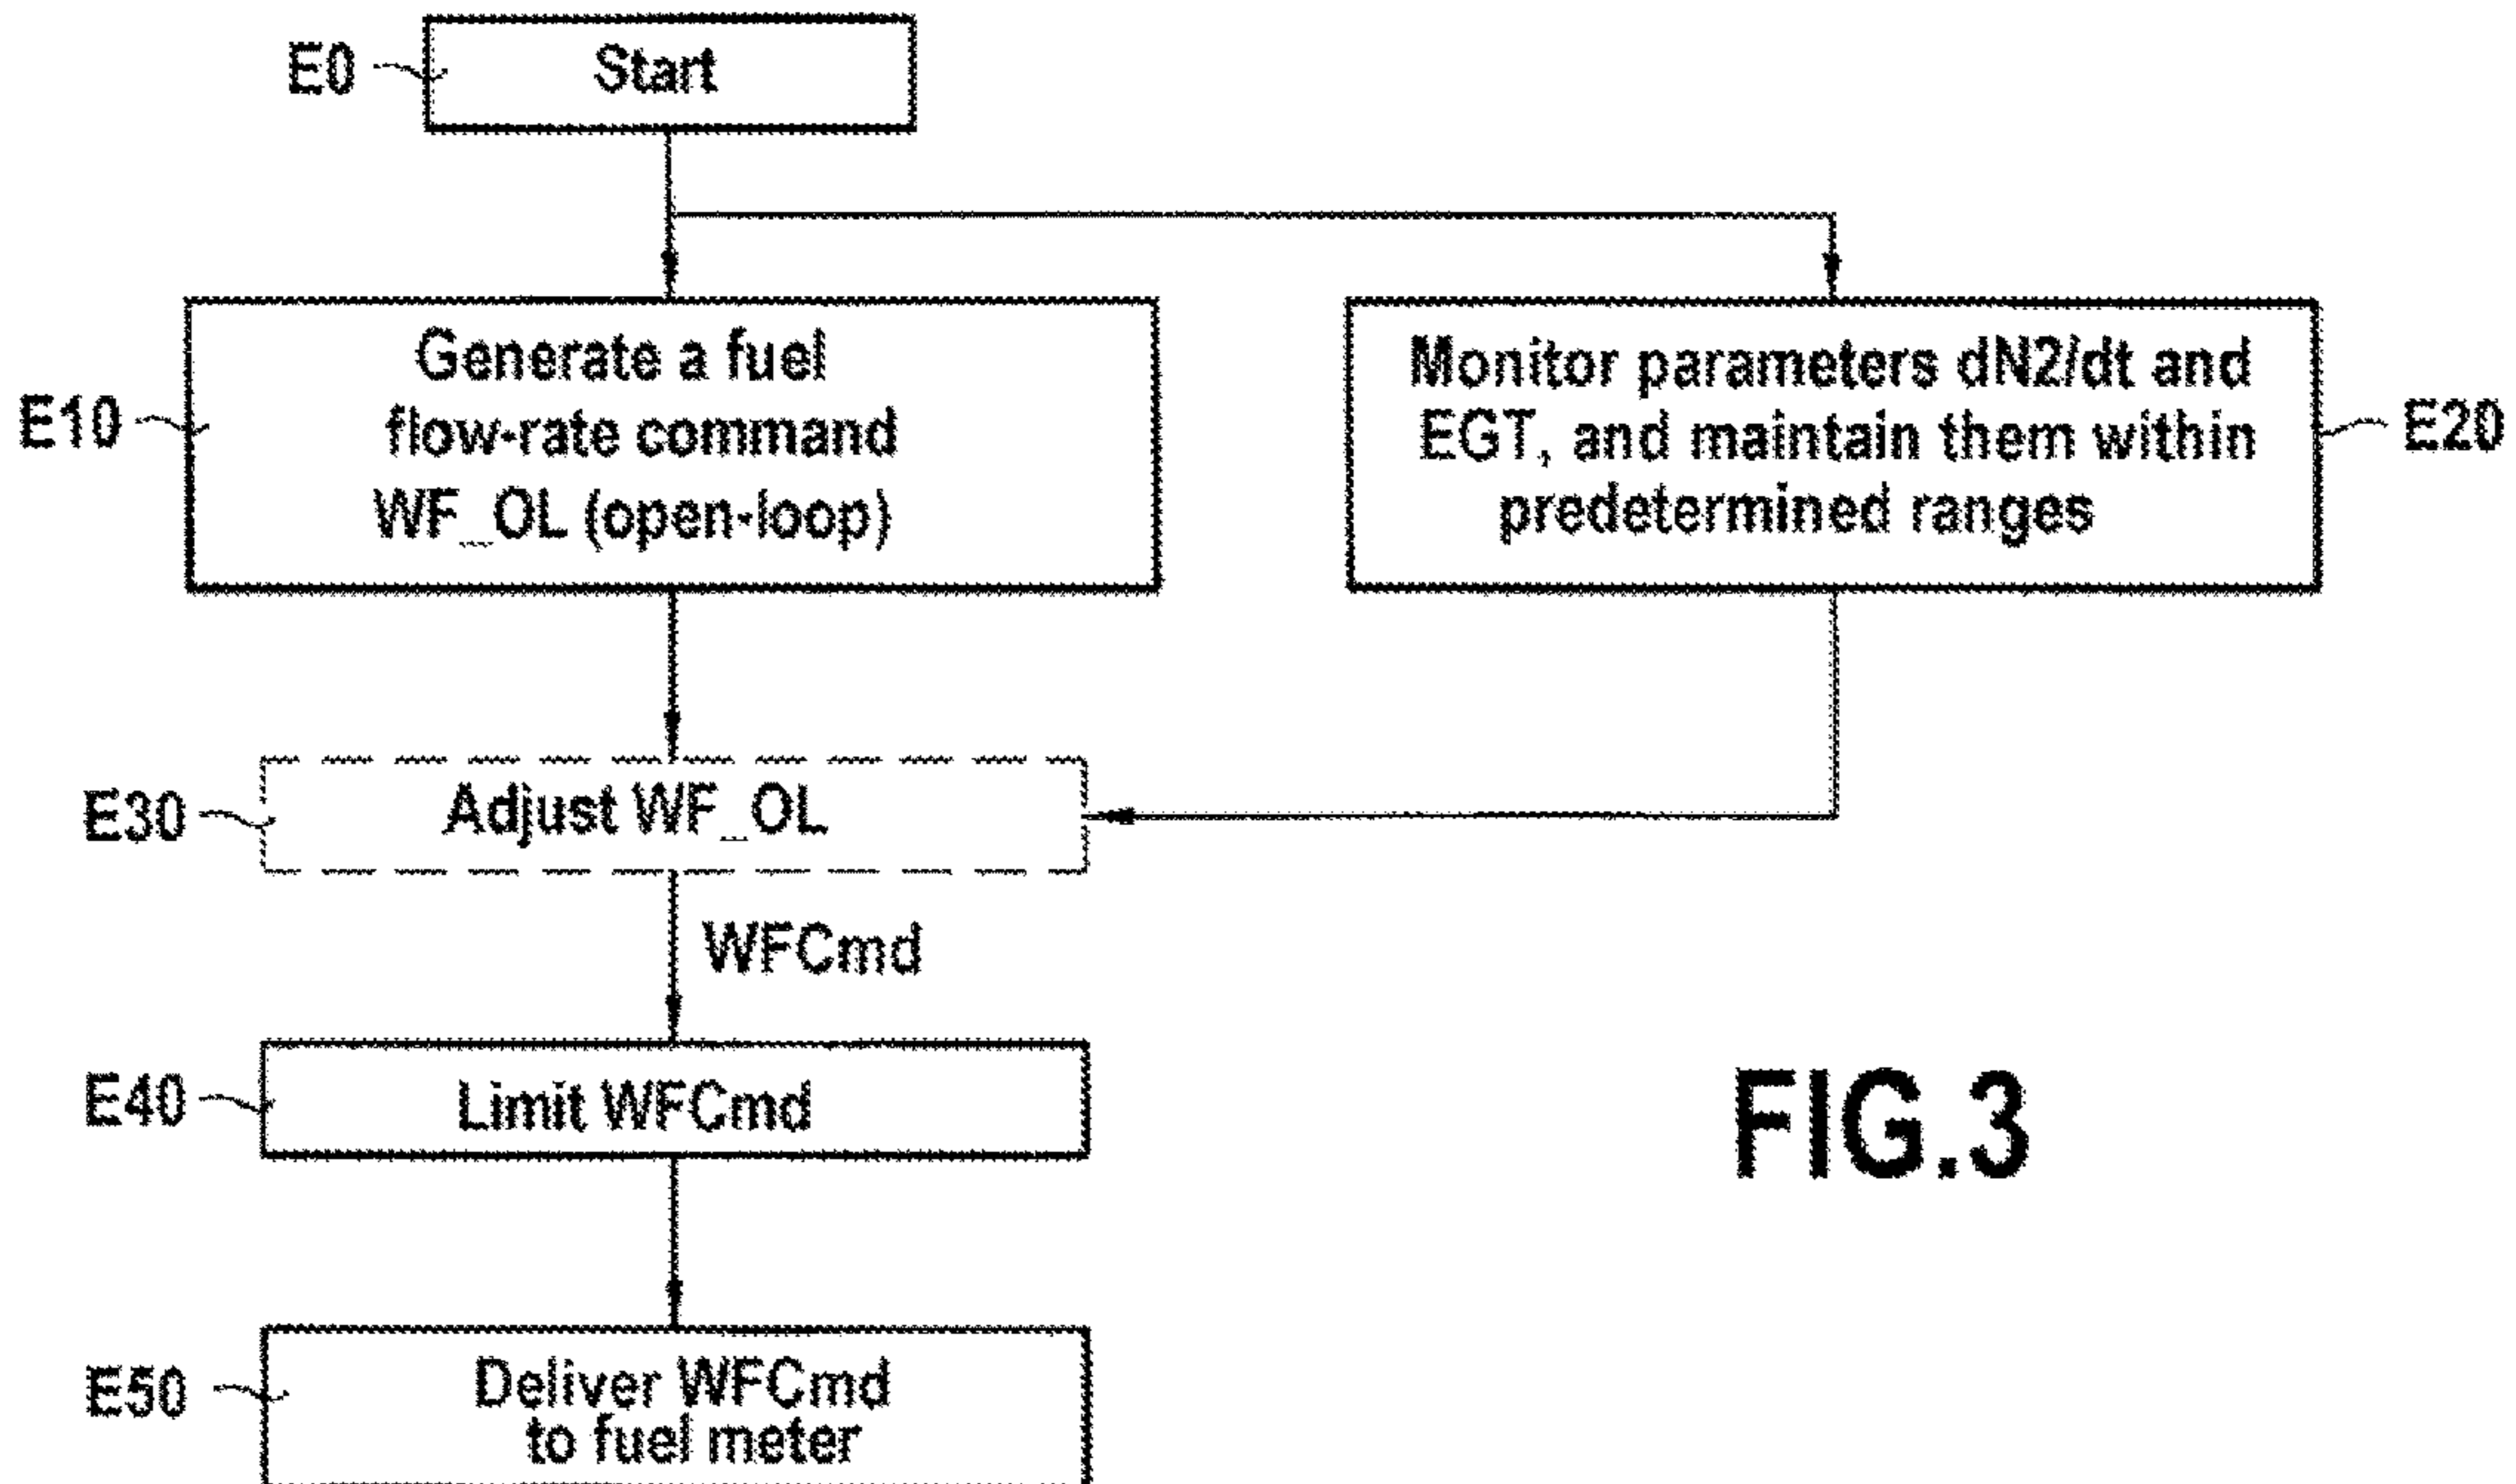 E0
Start
E10
Generate a fuel
flow-rate command
WF_OL (open-loop)
Monitor parameters dN2/dt and
EGT, and maintain them within
predetermined ranges
E20
E30
Adjust WF_OL
WFCmd
E40
Limit WFCmd
FIG.3
E50
Deliver WFCmd
to fuel meter